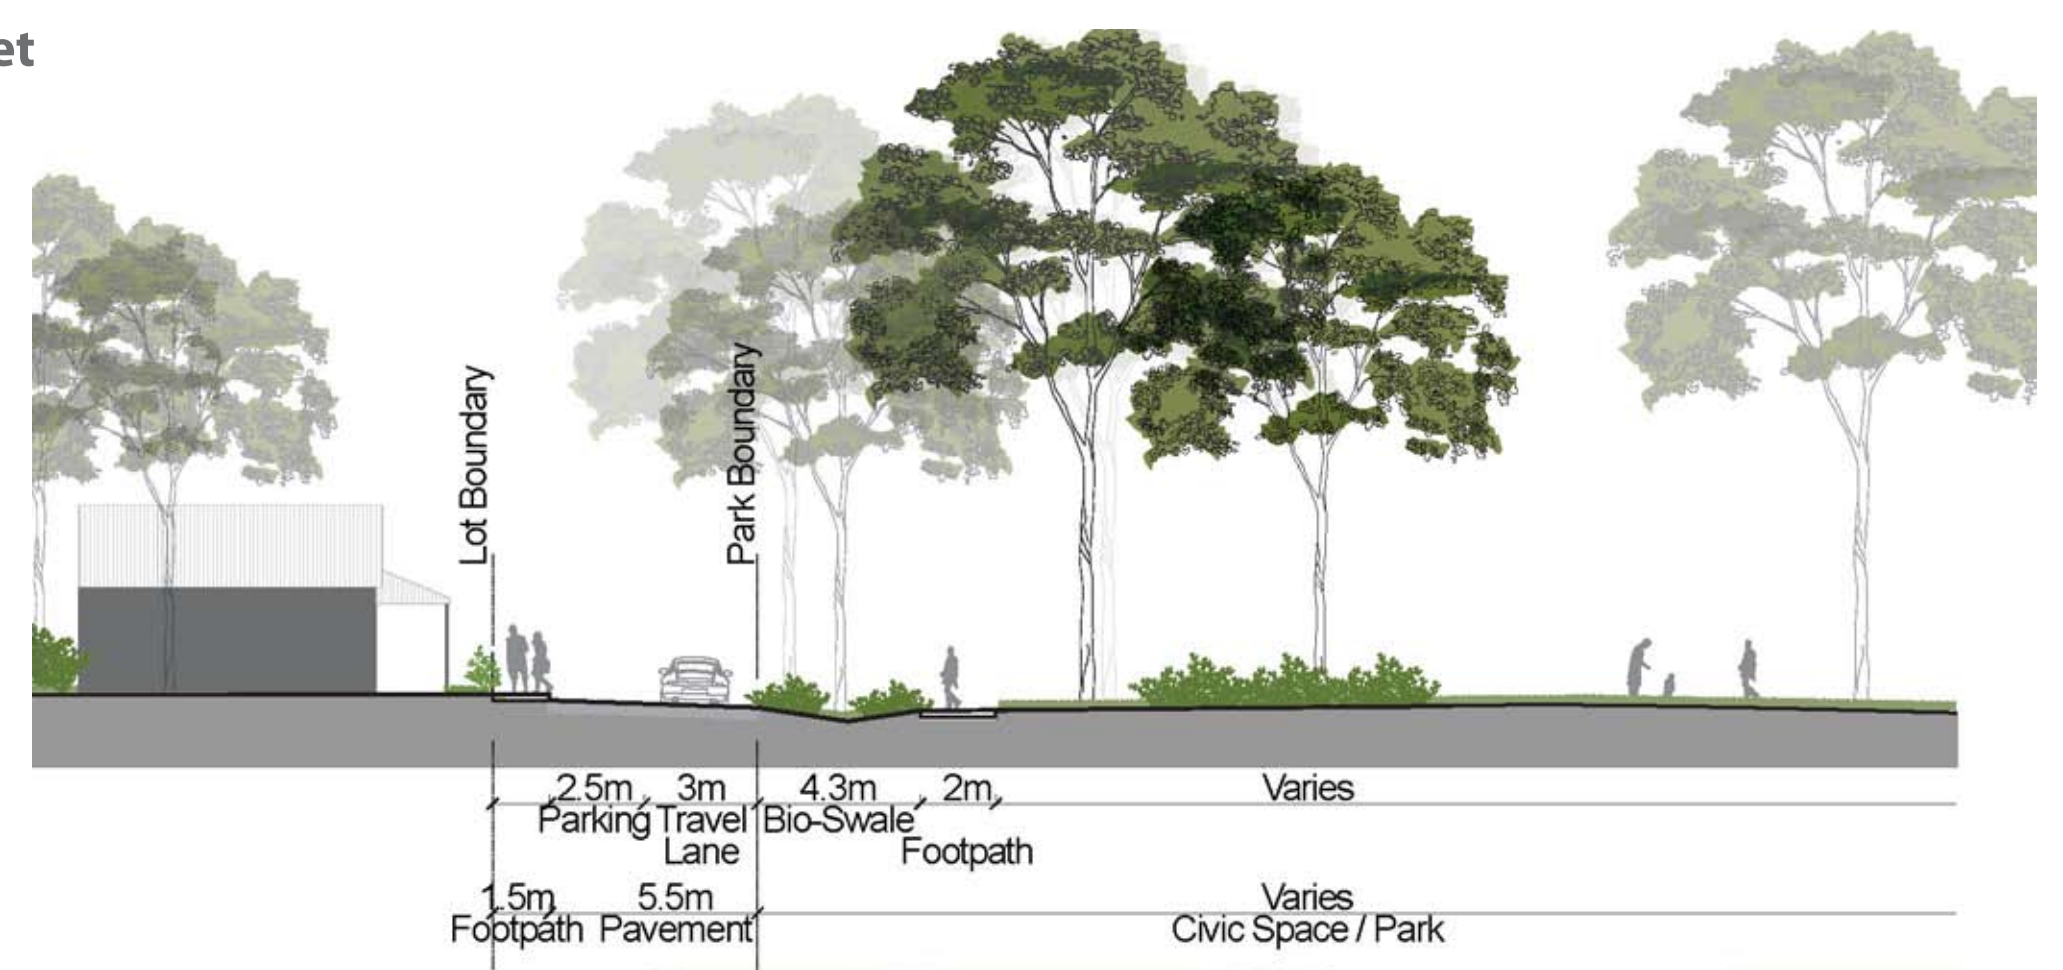 et
Lot Boundary
Park Boundary
2.5m 3m 4.3m 2m Varies
Parking Travel Lane Bio-Swale
Footpath
1.5m 5.5m Varies
Footpath Pavement Civic Space / Park